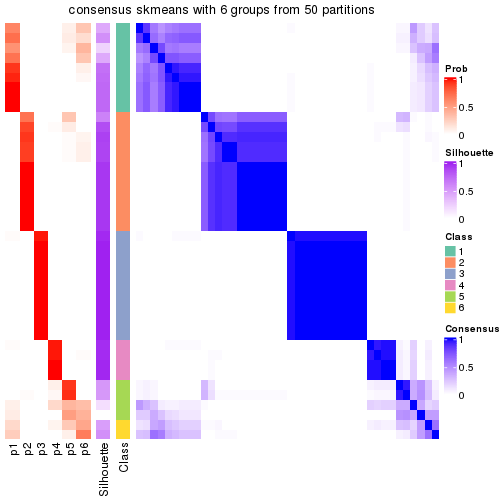 consensus skmeans with 6 groups from 50 partitions
Prob
1
0.5
0
Silhouette
1
0.5
0
Class
1
2
3
4
5
6
Consensus
1
0.5
0
p1
p2
p3
p4
p5
p6
Silhouette
Class